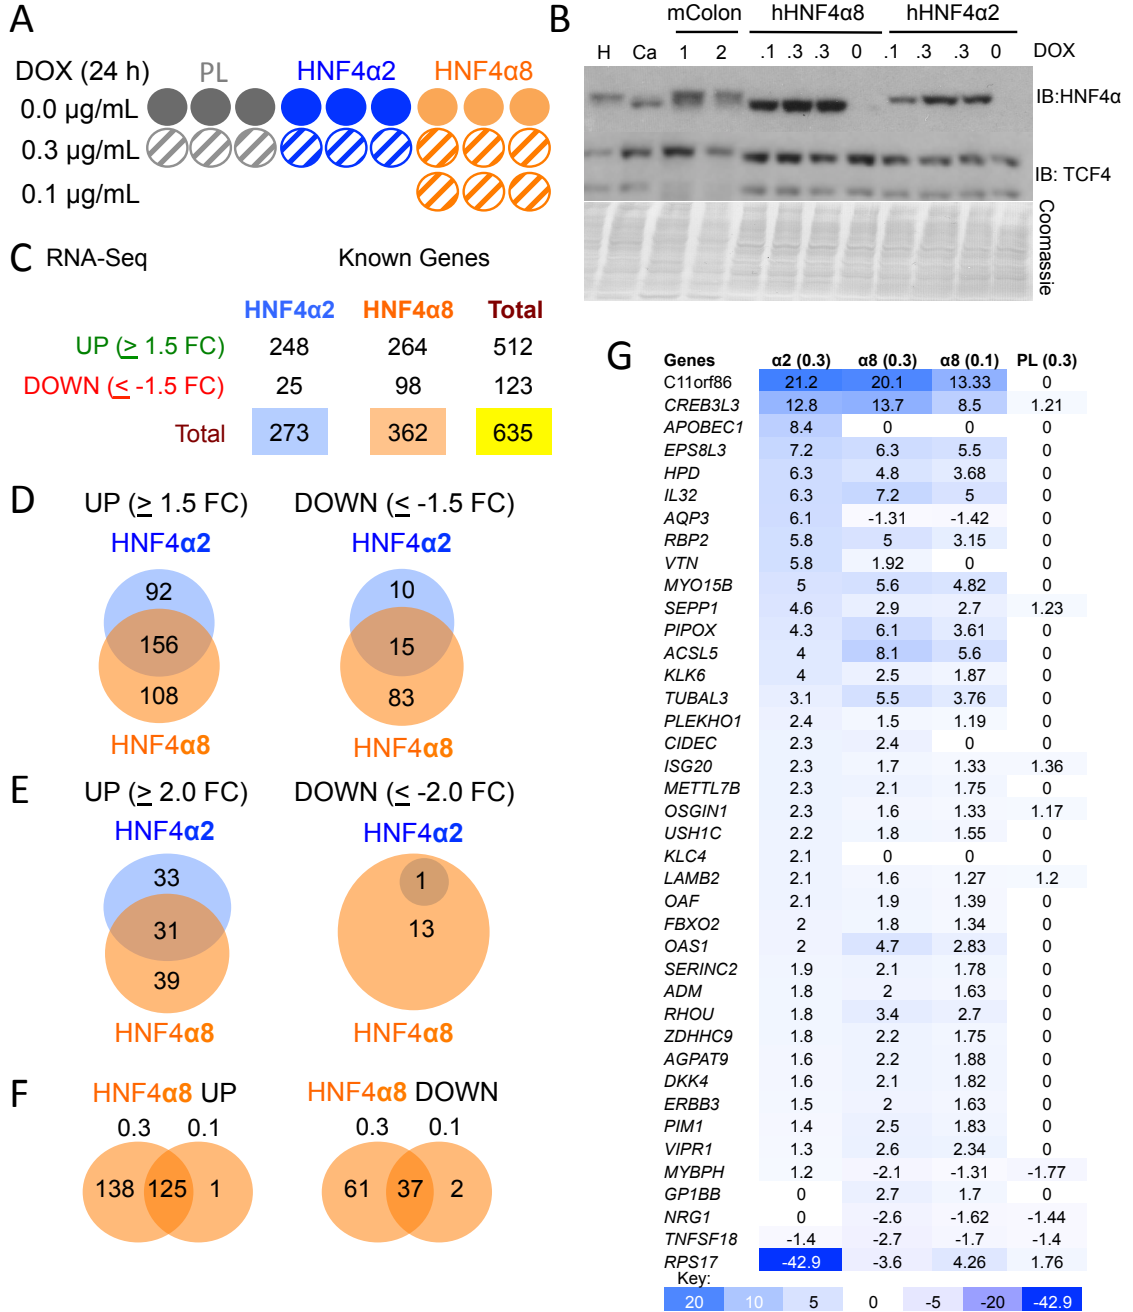 A
DOX (24 h) PL HNF4α2 HNF4α8
0.0 µg/mL
0.3 µg/mL
0.1 µg/mL
B
mColon hHNF4α8 hHNF4α2
H Ca 1 2 .1 .3 .3 0 .1 .3 .3 0 DOX
IB:HNF4α
IB: TCF4
Coomassie
C RNA-Seq Known Genes
HNF4α2 HNF4α8 Total
UP (≥ 1.5 FC) 248 264 512
DOWN (≤ -1.5 FC) 25 98 123
Total 273 362 635
D UP (≥ 1.5 FC) DOWN (≤ -1.5 FC)
HNF4α2 HNF4α2
92 10
156 15
108 83
HNF4α8 HNF4α8
E UP (≥ 2.0 FC) DOWN (≤ -2.0 FC)
HNF4α2 HNF4α2
33 1
31 13
39
HNF4α8 HNF4α8
F HNF4α8 UP HNF4α8 DOWN
0.3 0.1 0.3 0.1
138 125 1 61 37 2
G Genes α2 (0.3) α8 (0.3) α8 (0.1) PL (0.3)
C11orf86 21.2 20.1 13.33 0
CREB3L3 12.8 13.7 8.5 1.21
APOBEC1 8.4 0 0 0
EPS8L3 7.2 6.3 5.5 0
HPD 6.3 4.8 3.68 0
IL32 6.3 7.2 5 0
AQP3 6.1 -1.31 -1.42 0
RBP2 5.8 5 3.15 0
VTN 5.8 1.92 0 0
MYO15B 5 5.6 4.82 0
SEPP1 4.6 2.9 2.7 1.23
PIPOX 4.3 6.1 3.61 0
ACSL5 4 8.1 5.6 0
KLK6 4 2.5 1.87 0
TUBAL3 3.1 5.5 3.76 0
PLEKHO1 2.4 1.5 1.19 0
CIDEC 2.3 2.4 0 0
ISG20 2.3 1.7 1.33 1.36
METTL7B 2.3 2.1 1.75 0
OSGIN1 2.3 1.6 1.33 1.17
USH1C 2.2 1.8 1.55 0
KLC4 2.1 0 0 0
LAMB2 2.1 1.6 1.27 1.2
OAF 2.1 1.9 1.39 0
FBXO2 2 1.8 1.34 0
OAS1 2 4.7 2.83 0
SERINC2 1.9 2.1 1.78 0
ADM 1.8 2 1.63 0
RHOU 1.8 3.4 2.7 0
ZDHHC9 1.8 2.2 1.75 0
AGPAT9 1.6 2.2 1.88 0
DKK4 1.6 2.1 1.82 0
ERBB3 1.5 2 1.63 0
PIM1 1.4 2.5 1.83 0
VIPR1 1.3 2.6 2.34 0
MYBPH 1.2 -2.1 -1.31 -1.77
GP1BB 0 2.7 1.7 0
NRG1 0 -2.6 -1.62 -1.44
TNFSF18 -1.4 -2.7 -1.7 -1.4
RPS17 -42.9 -3.6 4.26 1.76
Key:
20 10 5 0 -5 -20 -42.9